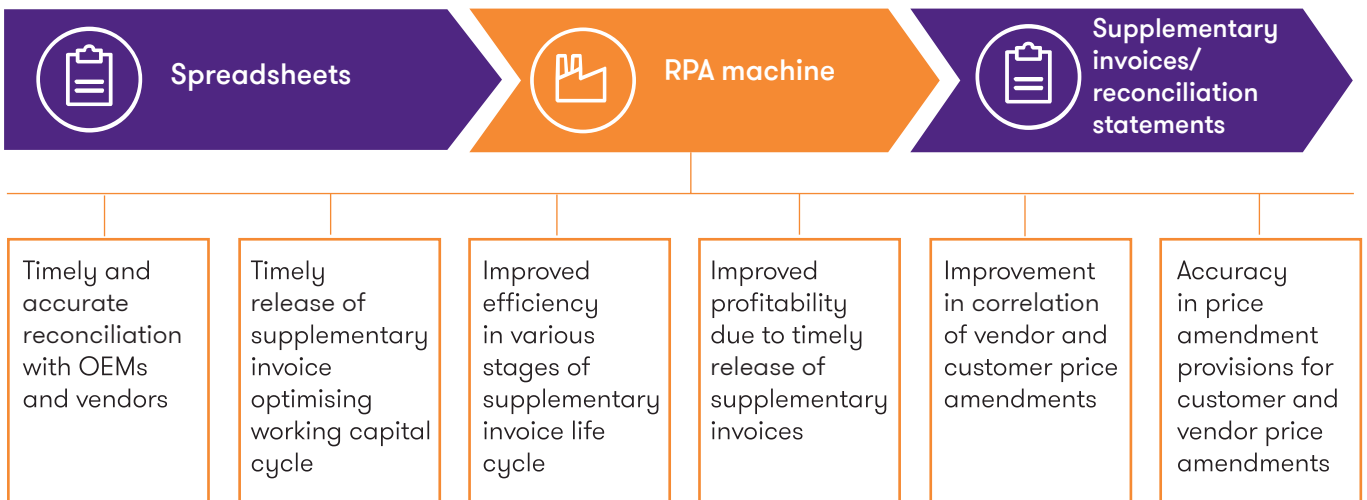 Spreadsheets
RPA machine
Supplementary
invoices/
reconciliation
statements
Timely and
accurate
reconciliation
with OEMs
and vendors
Timely
release of
supplementary
invoice
optimising
working capital
cycle
Improved
efficiency
in various
stages of
supplementary
invoice life
cycle
Improved
profitability
due to timely
release of
supplementary
invoices
Improvement
in correlation
of vendor and
customer price
amendments
Accuracy
in price
amendment
provisions for
customer and
vendor price
amendments